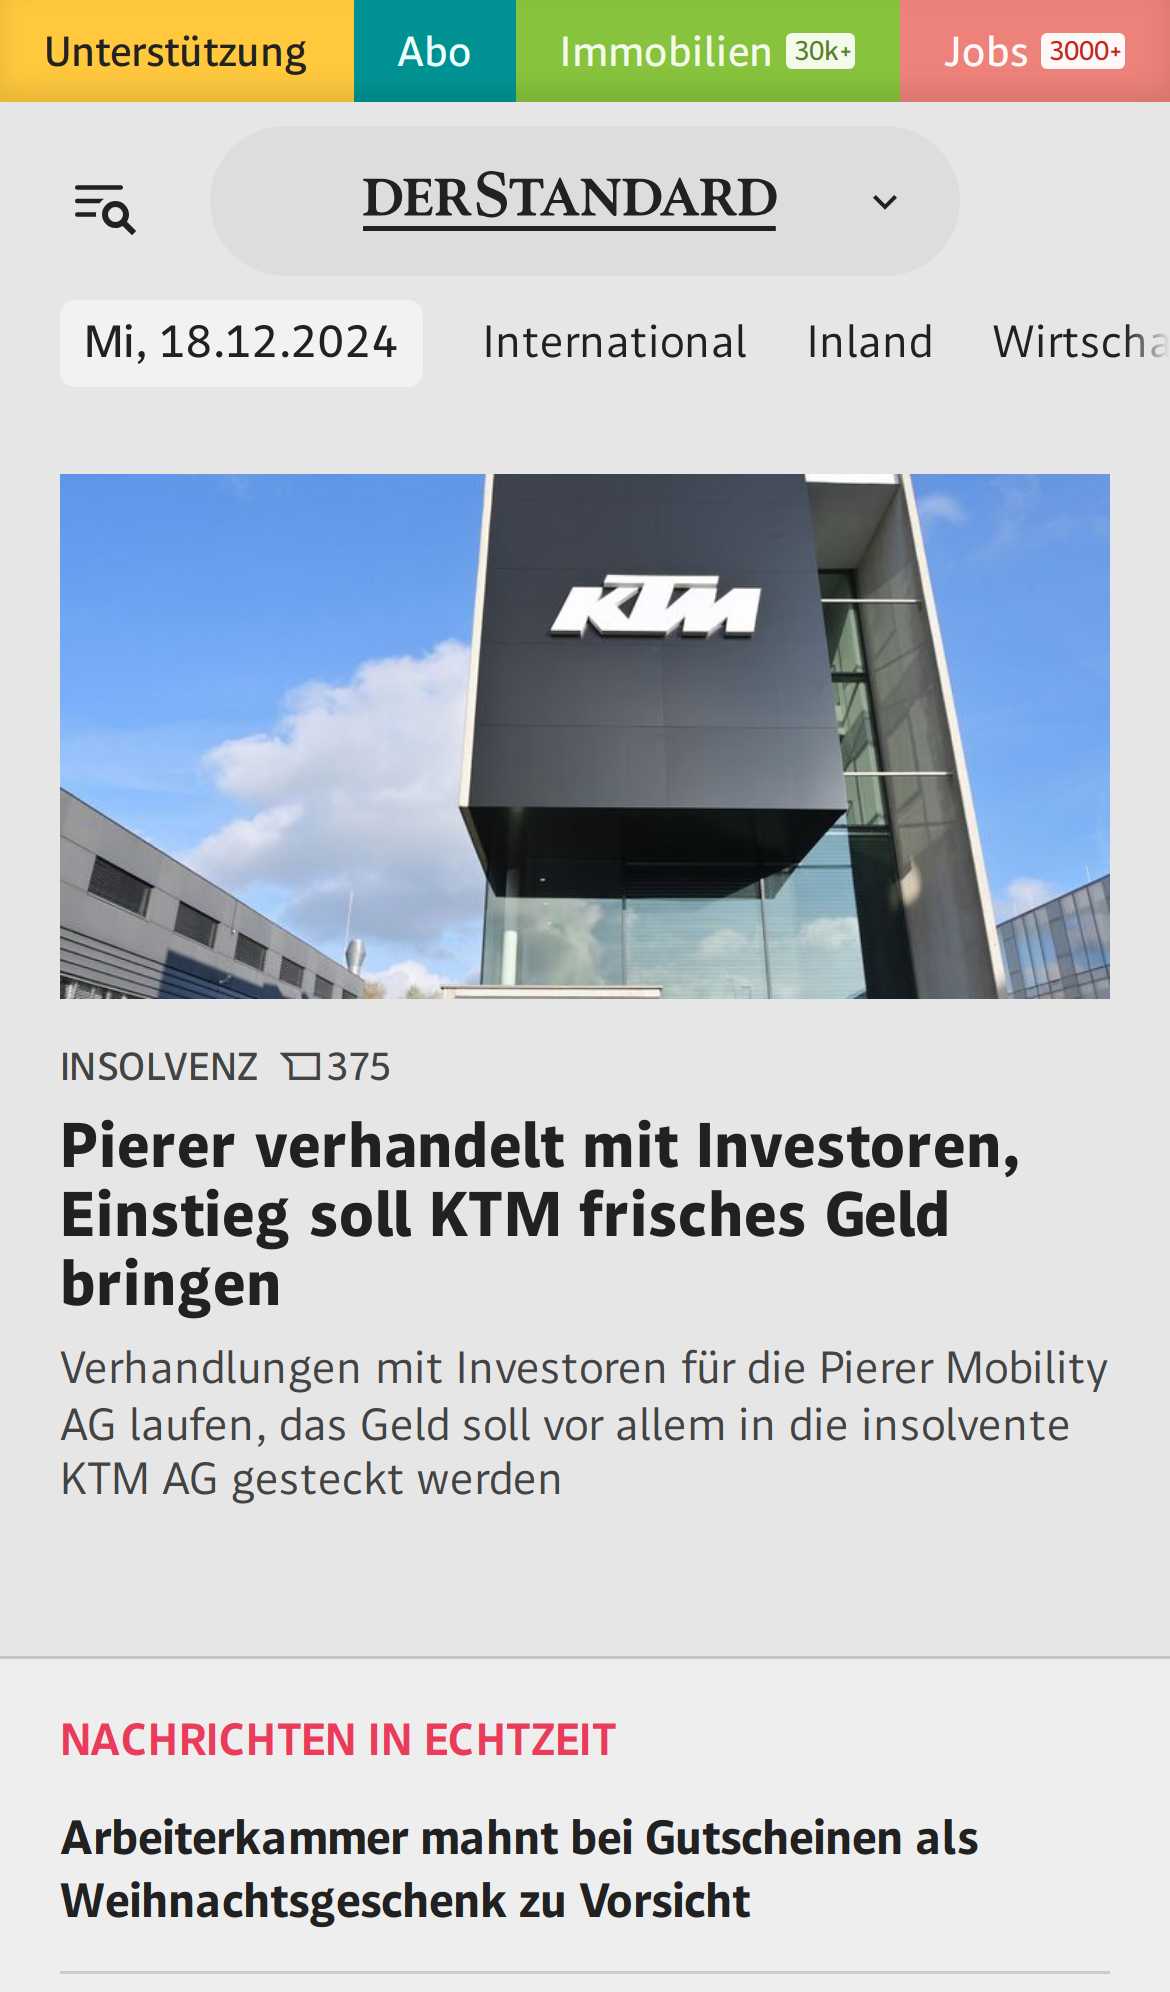 Unterstützung
Abo
Immobilien 30k+
Jobs 3000+
DERSTANDARD
Mi, 18.12.2024
International
Inland
Wirtscha
KTM
INSOLVENZ 375
Pierer verhandelt mit Investoren,
Einstieg soll KTM frisches Geld
bringen
Verhandlungen mit Investoren für die Pierer Mobility
AG laufen, das Geld soll vor allem in die insolvente
KTM AG gesteckt werden
NACHRICHTEN IN ECHTZEIT
Arbeiterkammer mahnt bei Gutscheinen als
Weihnachtsgeschenk zu Vorsicht